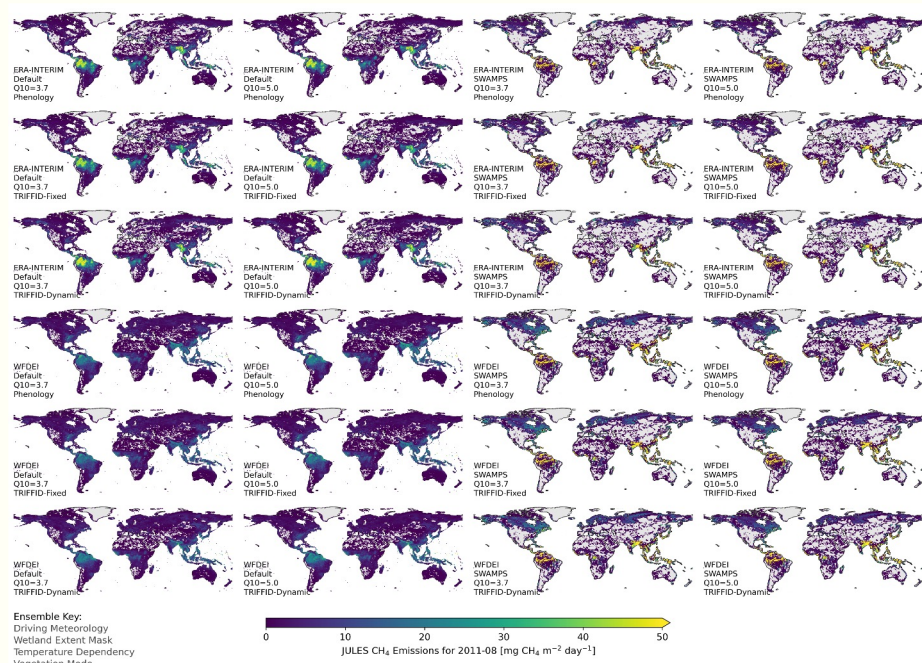 ERA-INTERIM
Default
Q10=3.7
Phenology
ERA-INTERIM
Default
Q10=5.0
Phenology
ERA-INTERIM
SWAMPS
Q10=3.7
Phenology
ERA-INTERIM
SWAMPS
Q10=5.0
Phenology
ERA-INTERIM
Default
Q10=3.7
TRIFFID-Fixed
ERA-INTERIM
Default
Q10=5.0
TRIFFID-Fixed
ERA-INTERIM
SWAMPS
Q10=3.7
TRIFFID-Fixed
ERA-INTERIM
SWAMPS
Q10=5.0
TRIFFID-Fixed
ERA-INTERIM
Default
Q10=3.7
TRIFFID-Dynamic
ERA-INTERIM
Default
Q10=5.0
TRIFFID-Dynamic
ERA-INTERIM
SWAMPS
Q10=3.7
TRIFFID-Dynamic
ERA-INTERIM
SWAMPS
Q10=5.0
TRIFFID-Dynamic
WFDEI
Default
Q10=3.7
Phenology
WFDEI
Default
Q10=5.0
Phenology
WFDEI
SWAMPS
Q10=3.7
Phenology
WFDEI
SWAMPS
Q10=5.0
Phenology
WFDEI
Default
Q10=3.7
TRIFFID-Fixed
WFDEI
Default
Q10=5.0
TRIFFID-Fixed
WFDEI
SWAMPS
Q10=3.7
TRIFFID-Fixed
WFDEI
SWAMPS
Q10=5.0
TRIFFID-Fixed
WFDEI
Default
Q10=3.7
TRIFFID-Dynamic
WFDEI
Default
Q10=5.0
TRIFFID-Dynamic
WFDEI
SWAMPS
Q10=3.7
TRIFFID-Dynamic
WFDEI
SWAMPS
Q10=5.0
TRIFFID-Dynamic
Ensemble Key:
Driving Meteorology
Wetland Extent Mask
Temperature Dependency
Vegetation Mode
0 10 20 30 40 50
JULES CH₄ Emissions for 2011-08 [mg CH₄ m⁻² day⁻¹]